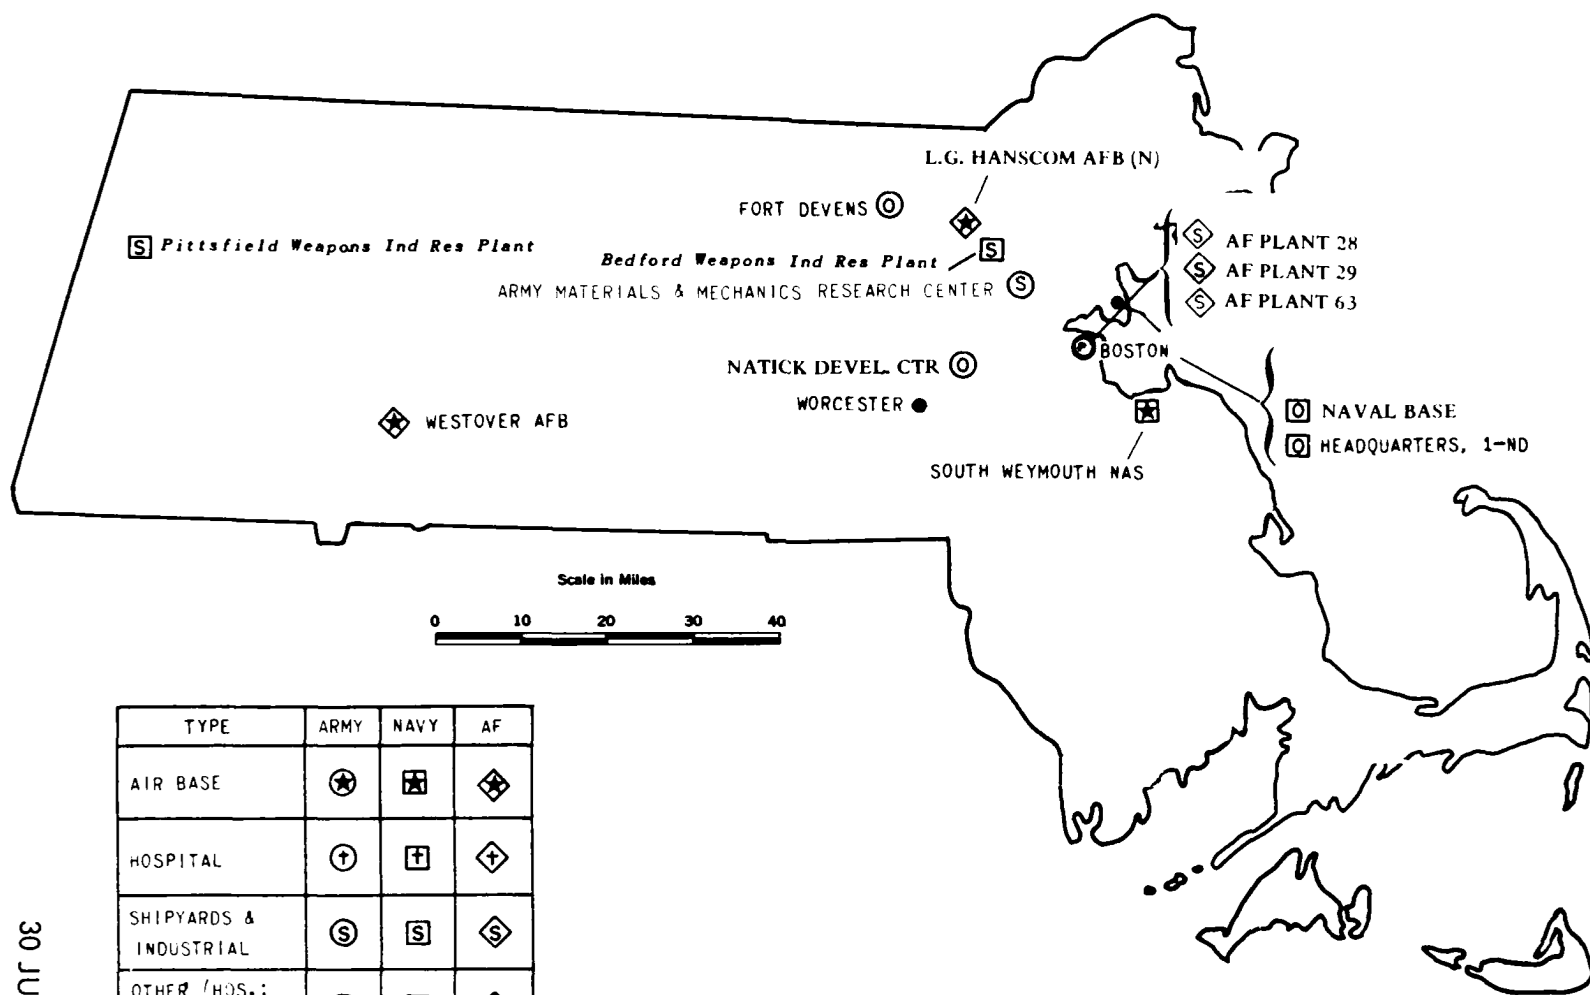 L.G. HANSCOM AFB (N)
FORT DEVENS O
S Pittsfield Weapons Ind Res Plant
Bedford Weapons Ind Res Plant S
ARMY MATERIALS & MECHANICS RESEARCH CENTER S
S AF PLANT 28
S AF PLANT 29
S AF PLANT 63
BOSTON
NATICK DEVEL. CTR O
WORCESTER
WESTOVER AFB
O NAVAL BASE
O HEADQUARTERS, 1-ND
SOUTH WEYMOUTH NAS
Scale in Miles
0 10 20 30 40
TYPE ARMY NAVY AF
AIR BASE
HOSPITAL
SHIPYARDS &
INDUSTRIAL S S S
OTHER (HQS.;
30 JU